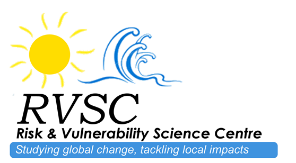 RVSC
Risk & Vulnerability Science Centre
Studying global change, tackling local impacts